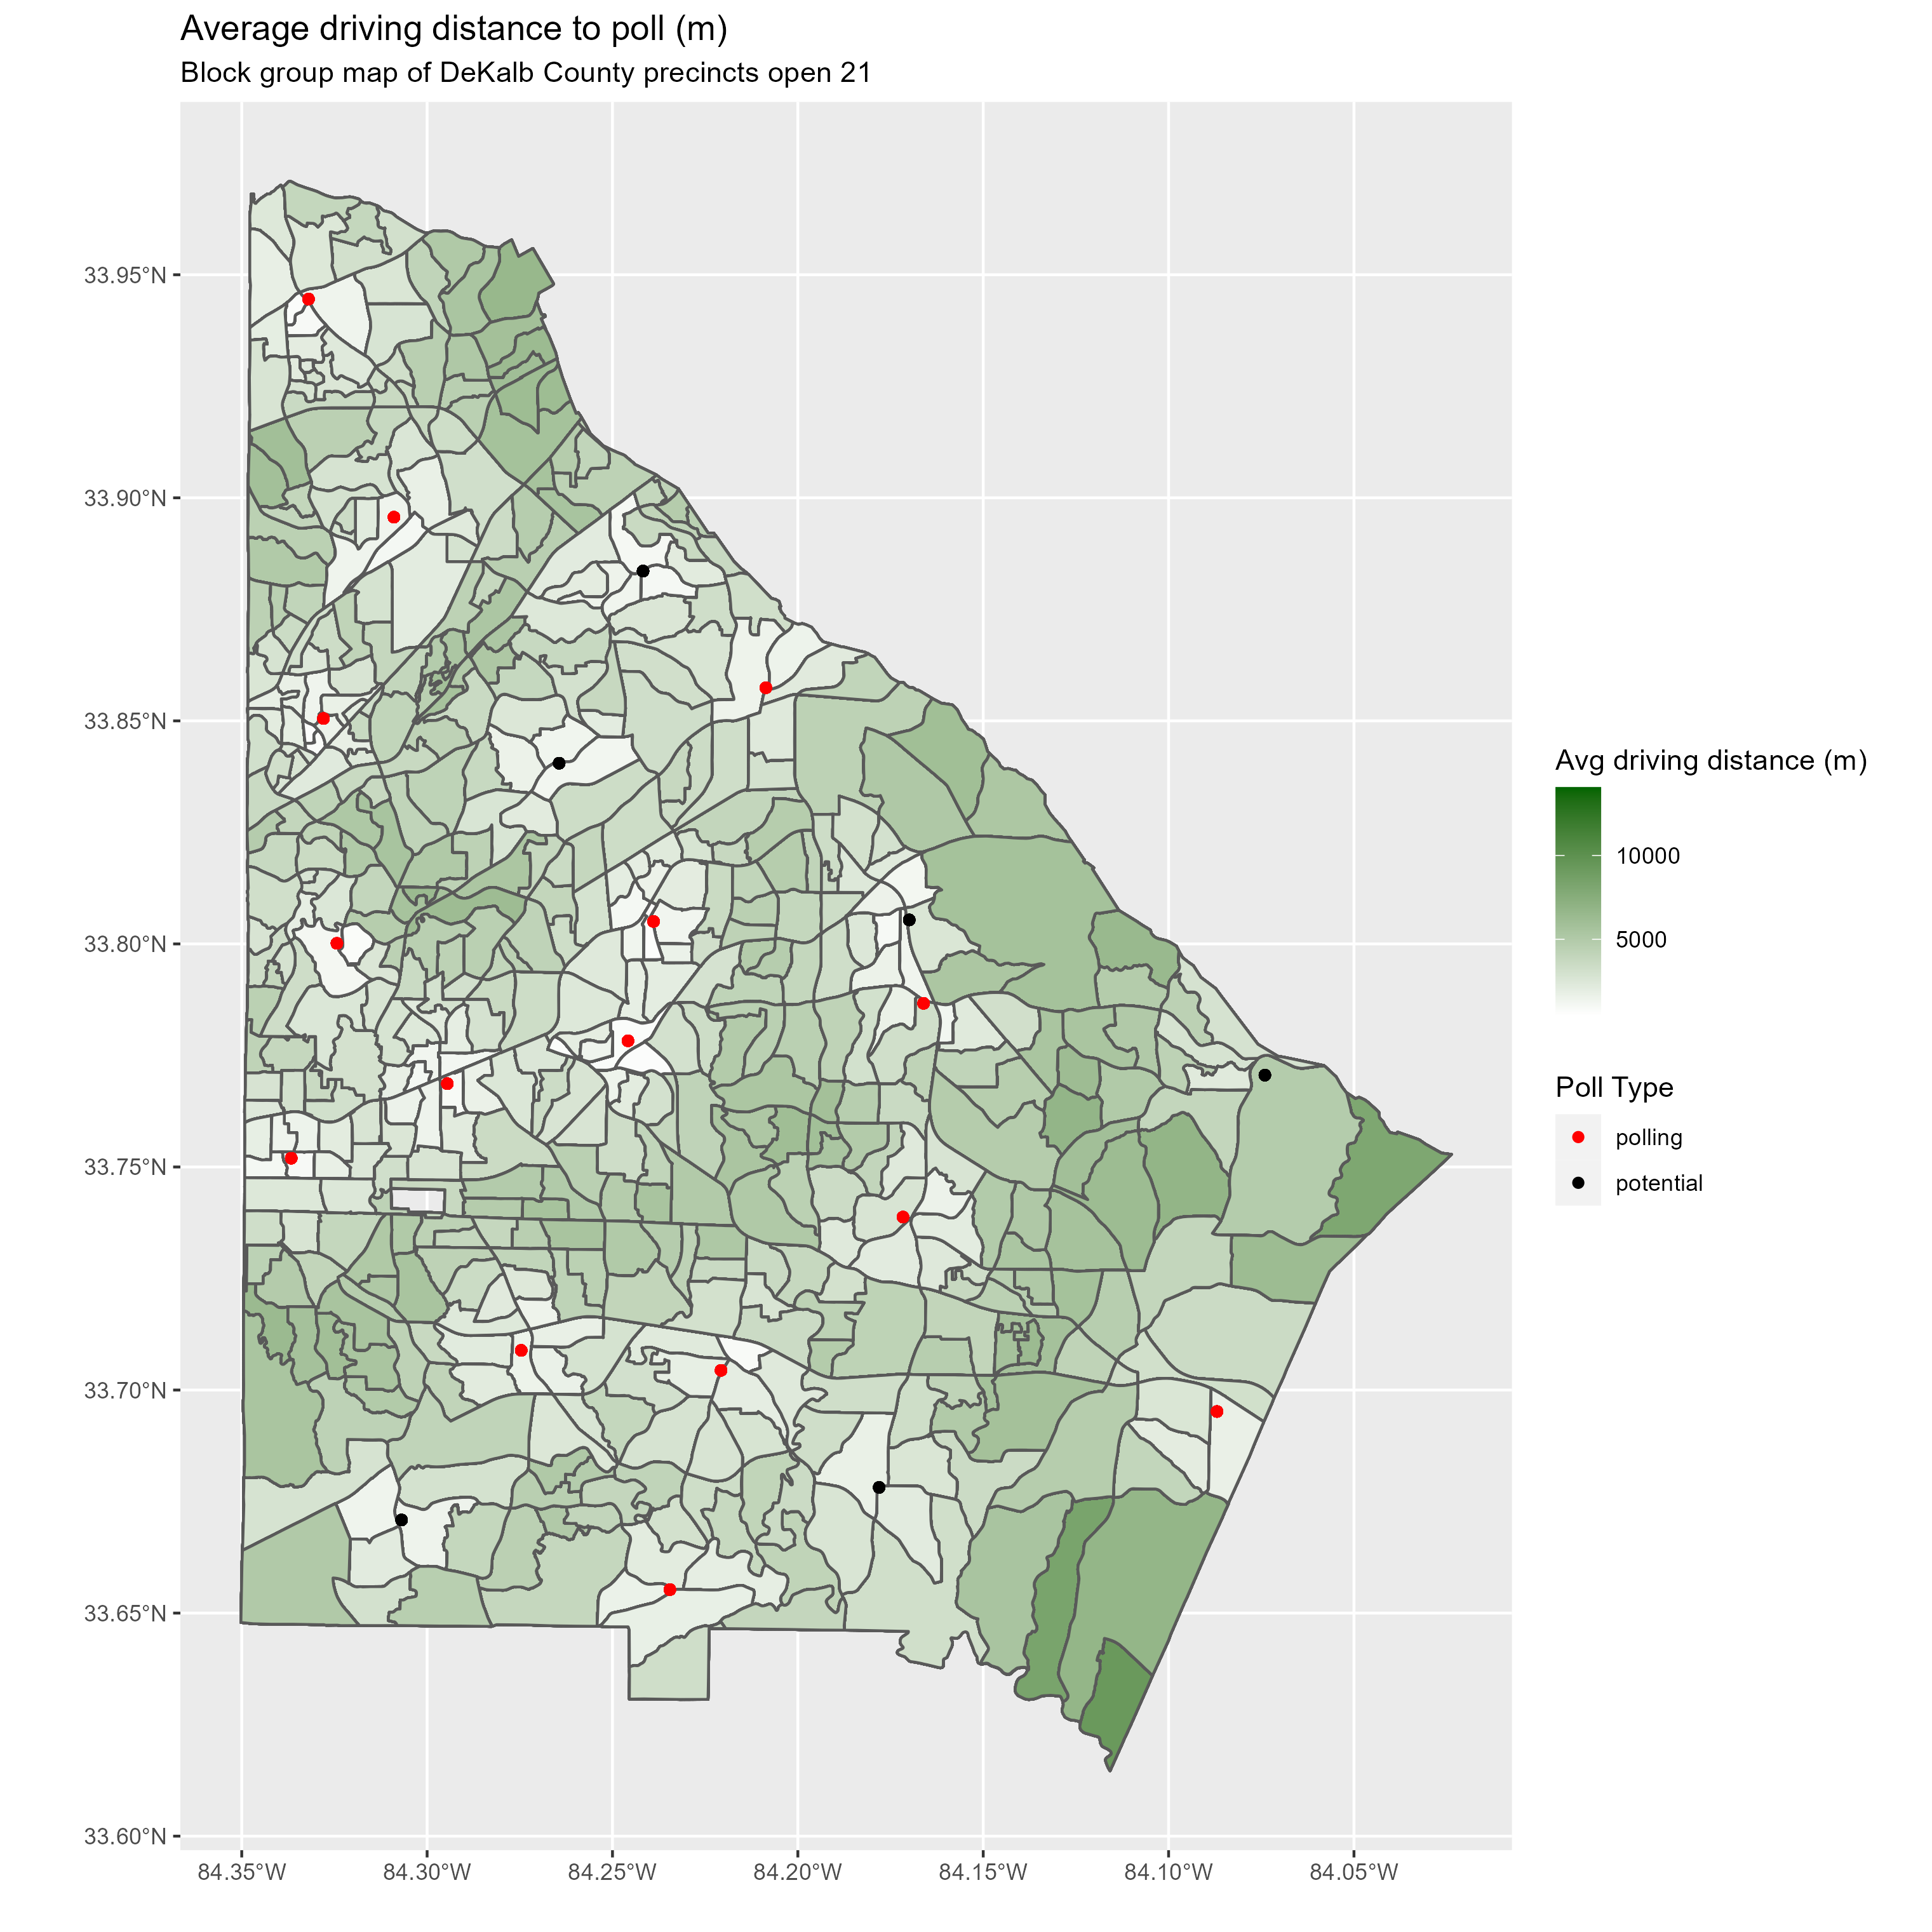 Average driving distance to poll (m)
Block group map of DeKalb County precincts open 21
33.95°N
33.90°N
33.85°N
33.80°N
33.75°N
33.70°N
33.65°N
33.60°N
84.35°W
84.30°W
84.25°W
84.20°W
84.15°W
84.10°W
84.05°W
Avg driving distance (m)
10000
5000
Poll Type
polling
potential